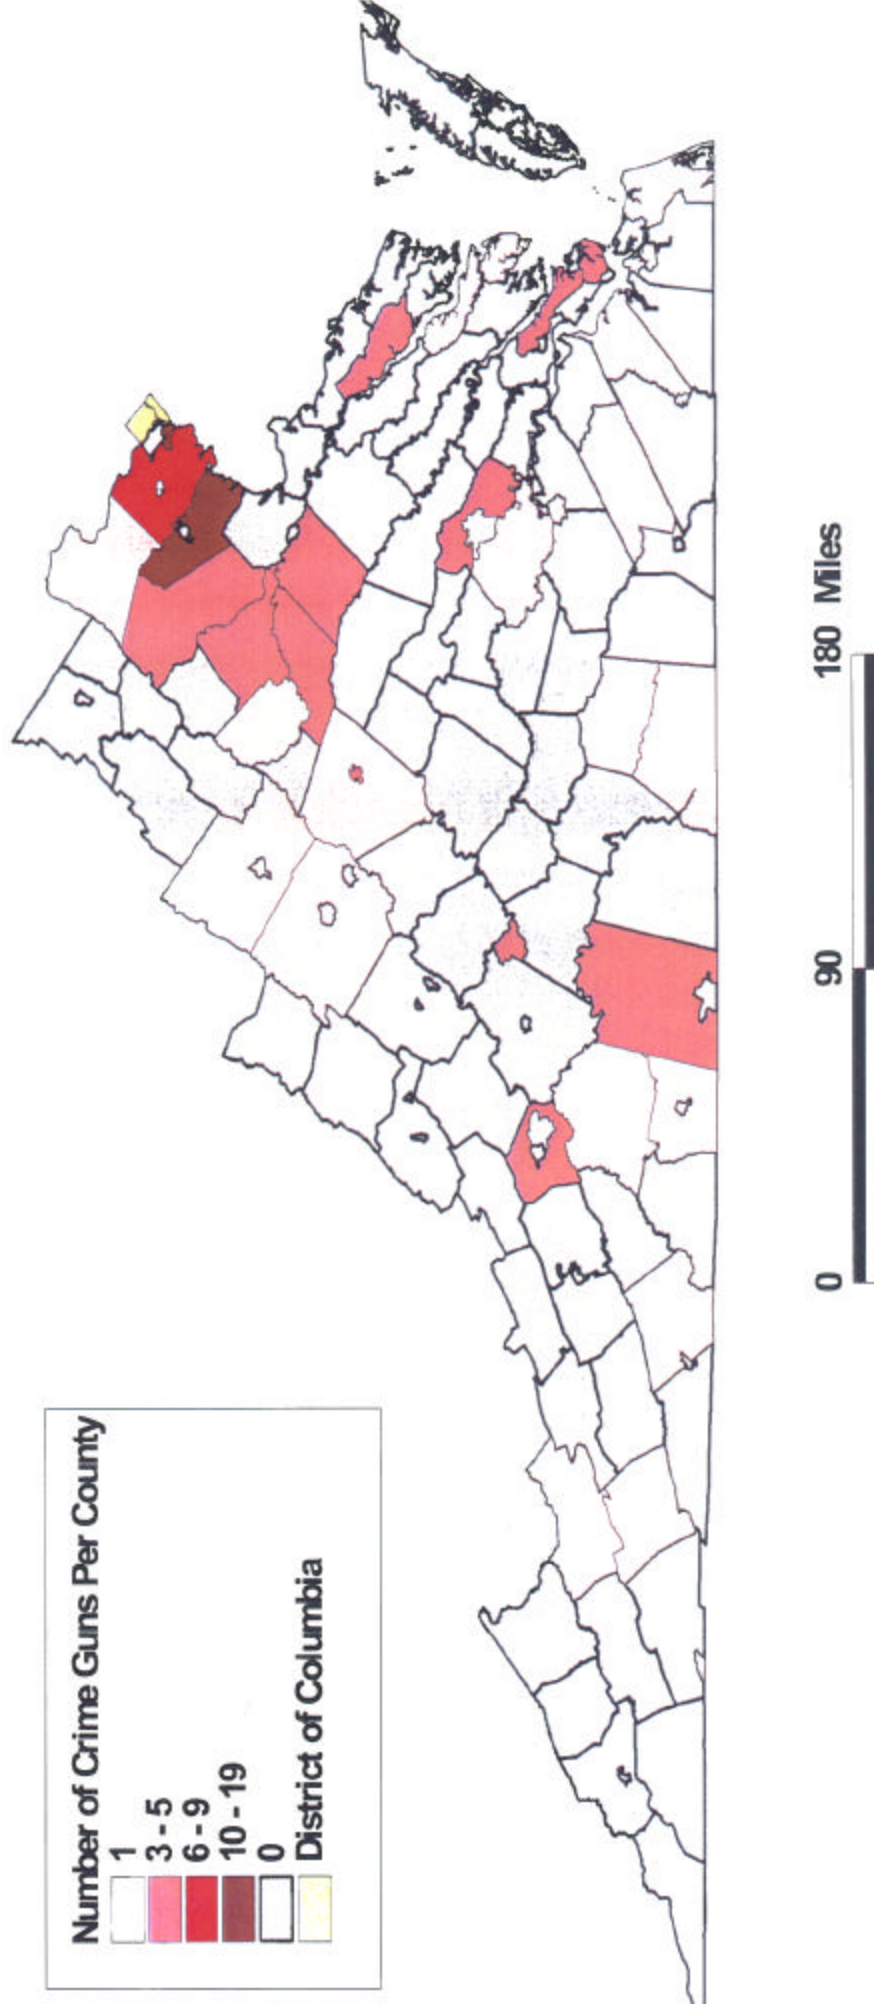 Number of Crime Guns Per County
1
3 - 5
6 - 9
10 - 19
0
District of Columbia
0 90 180 Miles